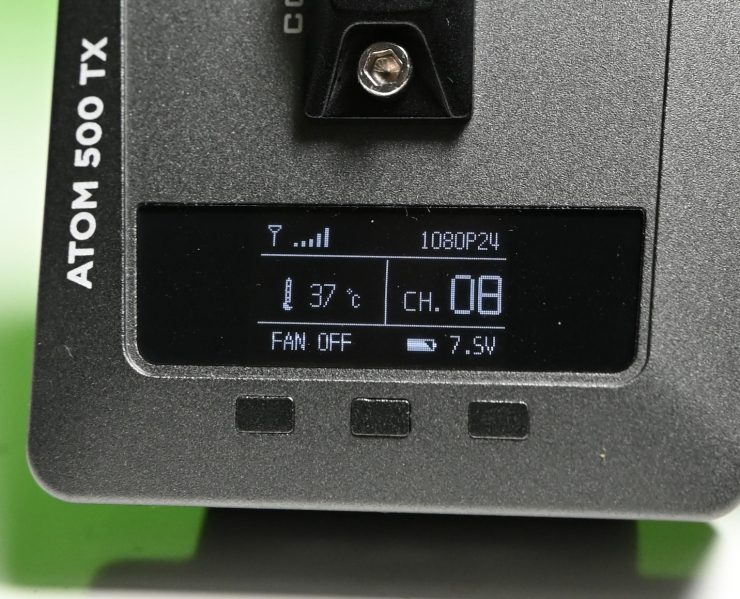 ATOM 500 TX
1080P24
37 °C
CH. 08
FAN OFF
7.5V